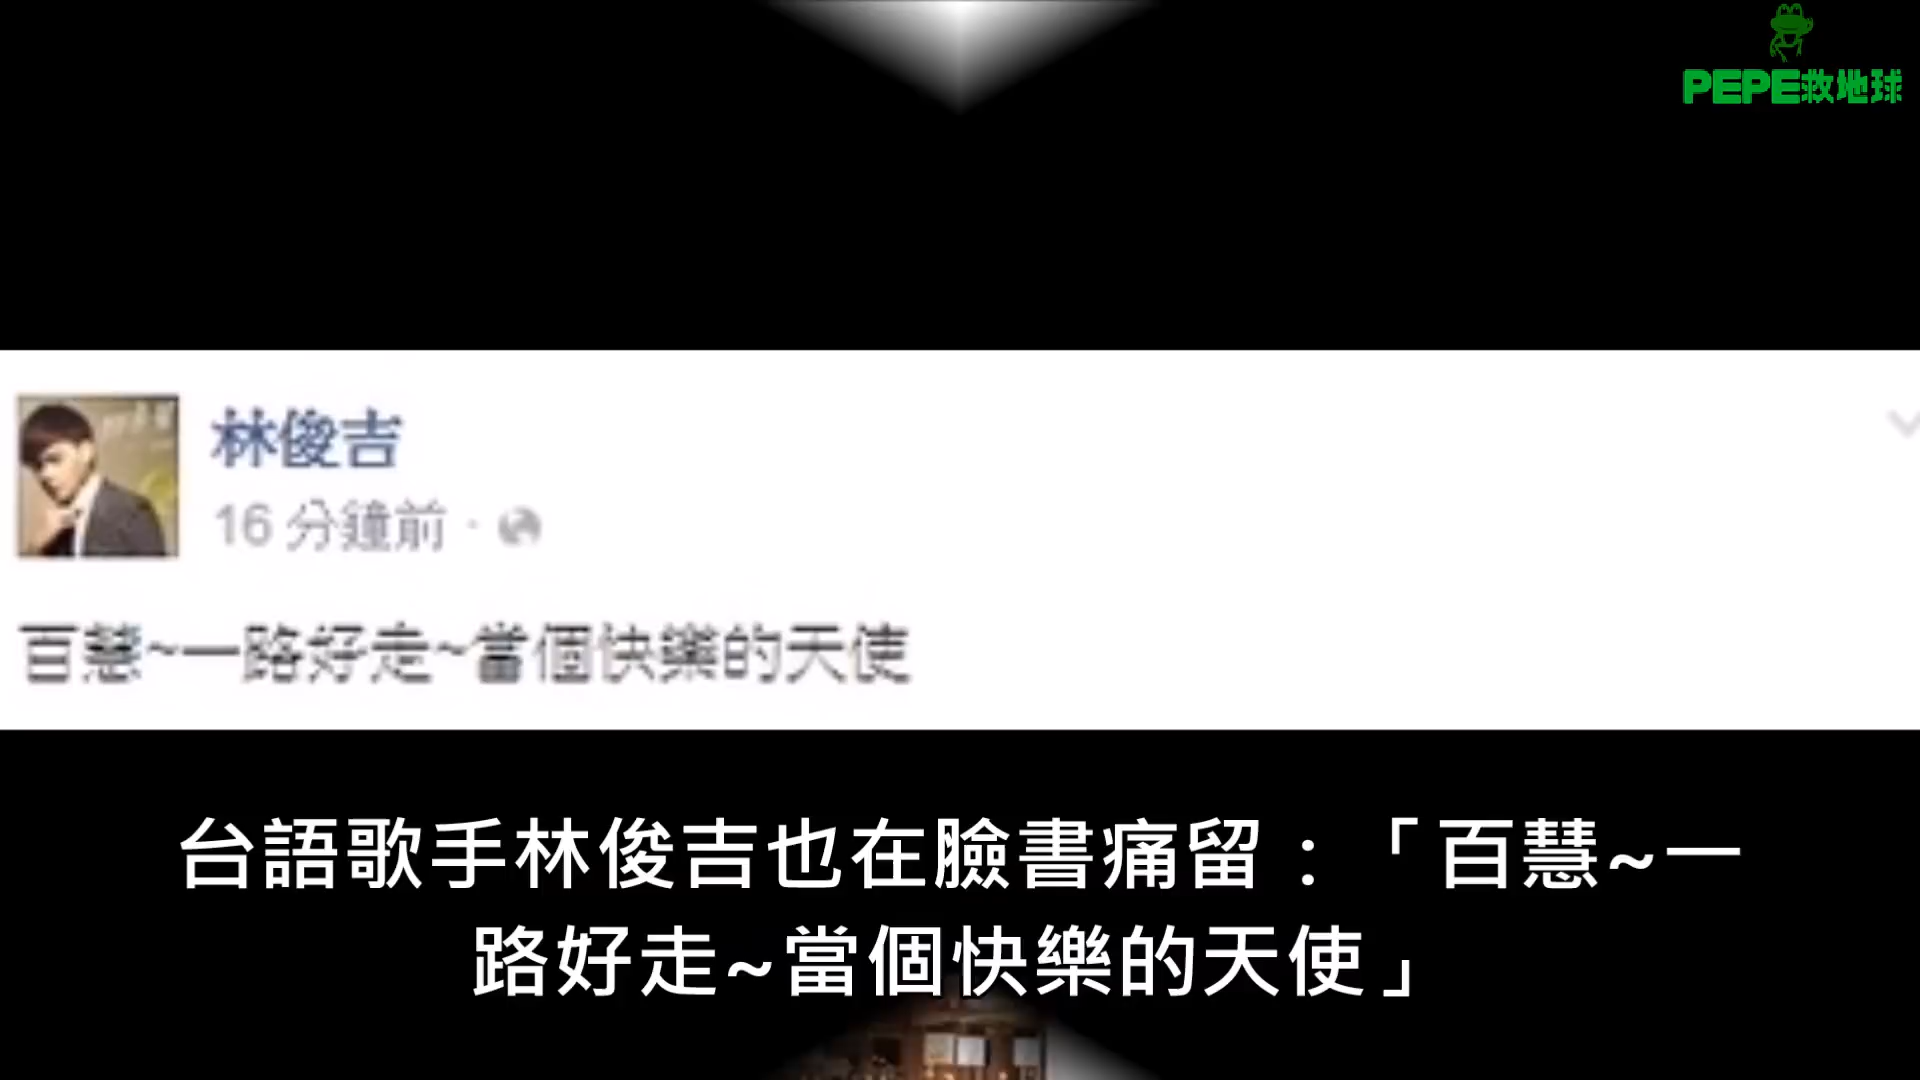 PEPE救地球
林俊吉
16 分鐘前 ·
百慧~一路好走~當個快樂的天使
台語歌手林俊吉也在臉書痛留：「百慧~一
路好走~當個快樂的天使」